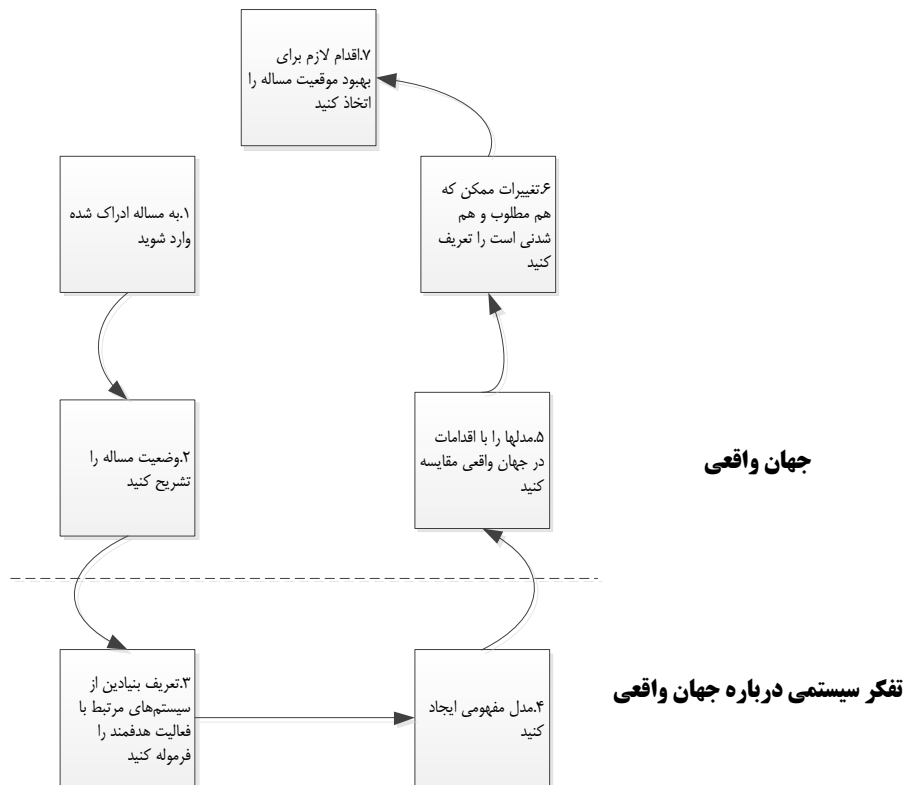 ۷.اقدام لازم برای
بهبود موقعیت مساله را
اتخاذ کنید
۱.به مساله ادراک شده
وارد شوید
۶.تغییرات ممکن که
هم مطلوب و هم
شدنی است را تعریف
کنید
۲.وضعیت مساله را
تشریح کنید
۵.مدلها را با اقدامات
در جهان واقعی مقایسه
کنید
جهان واقعی
۳.تعریف بنیادین از
سیستم‌های مرتبط با
فعالیت هدفمند را
فرموله کنید
۴.مدل مفهومی ایجاد
کنید
تفکر سیستمی درباره جهان واقعی